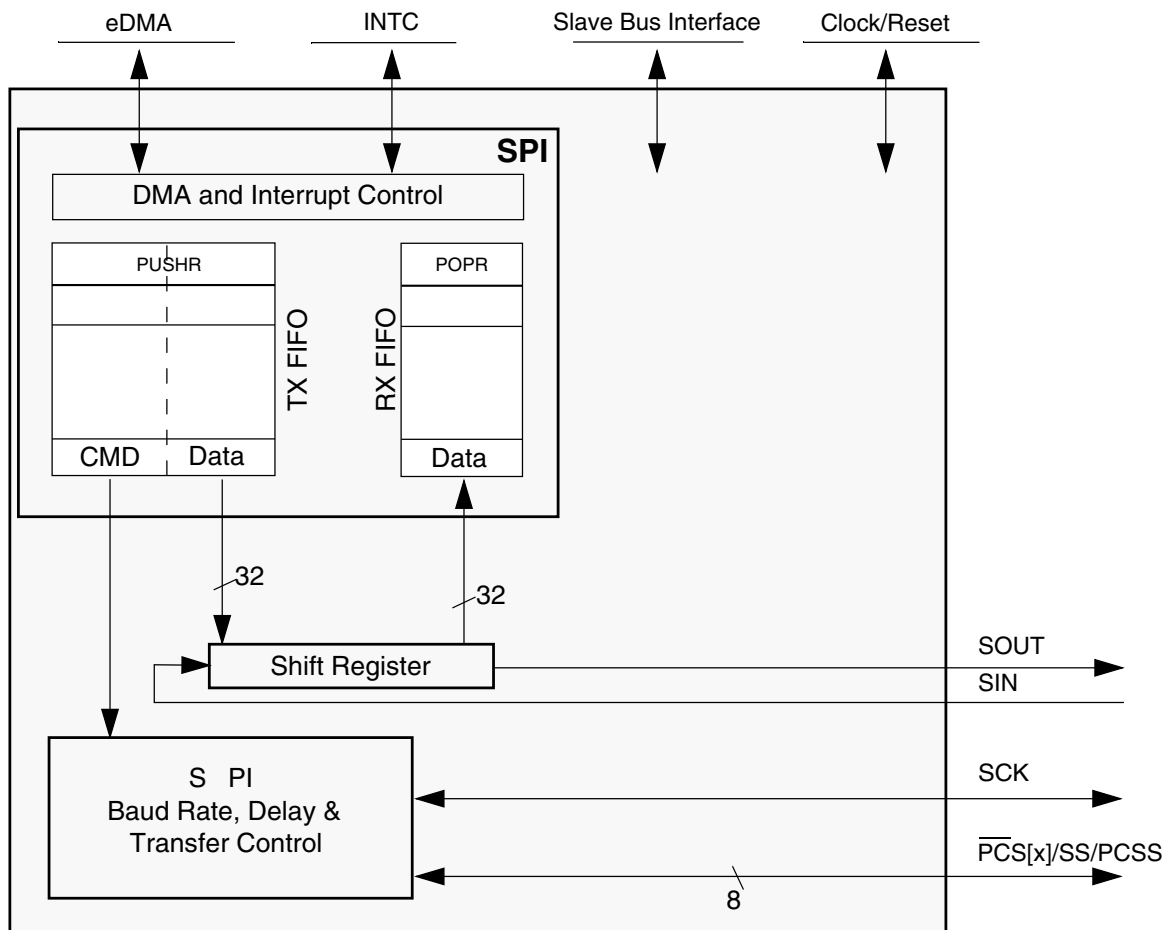 eDMA
INTC
Slave Bus Interface
Clock/Reset
SPI
DMA and Interrupt Control
PUSHR
POPR
TX FIFO
RX FIFO
CMD
Data
Data
32
32
Shift Register
SOUT
SIN
S PI
Baud Rate, Delay &
Transfer Control
SCK
PCS[x]/SS/PCSS
8